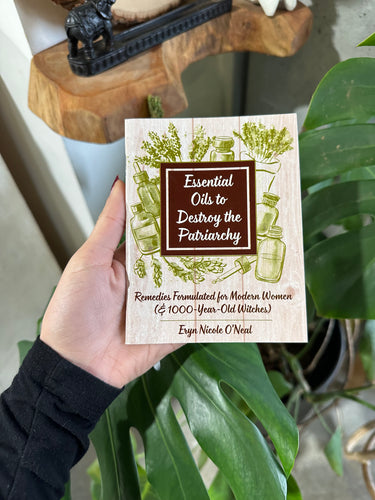 Essential
Oils to
Destroy the
Patriarchy
Remedies Formulated for Modern Women
(& 1000-Year-Old Witches)
Eryn Nicole O'Neal